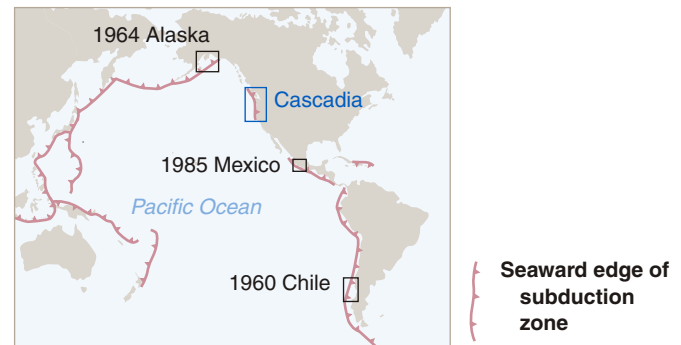 1964 Alaska
Cascadia
1985 Mexico
Pacific Ocean
1960 Chile
Seaward edge of
subduction
zone